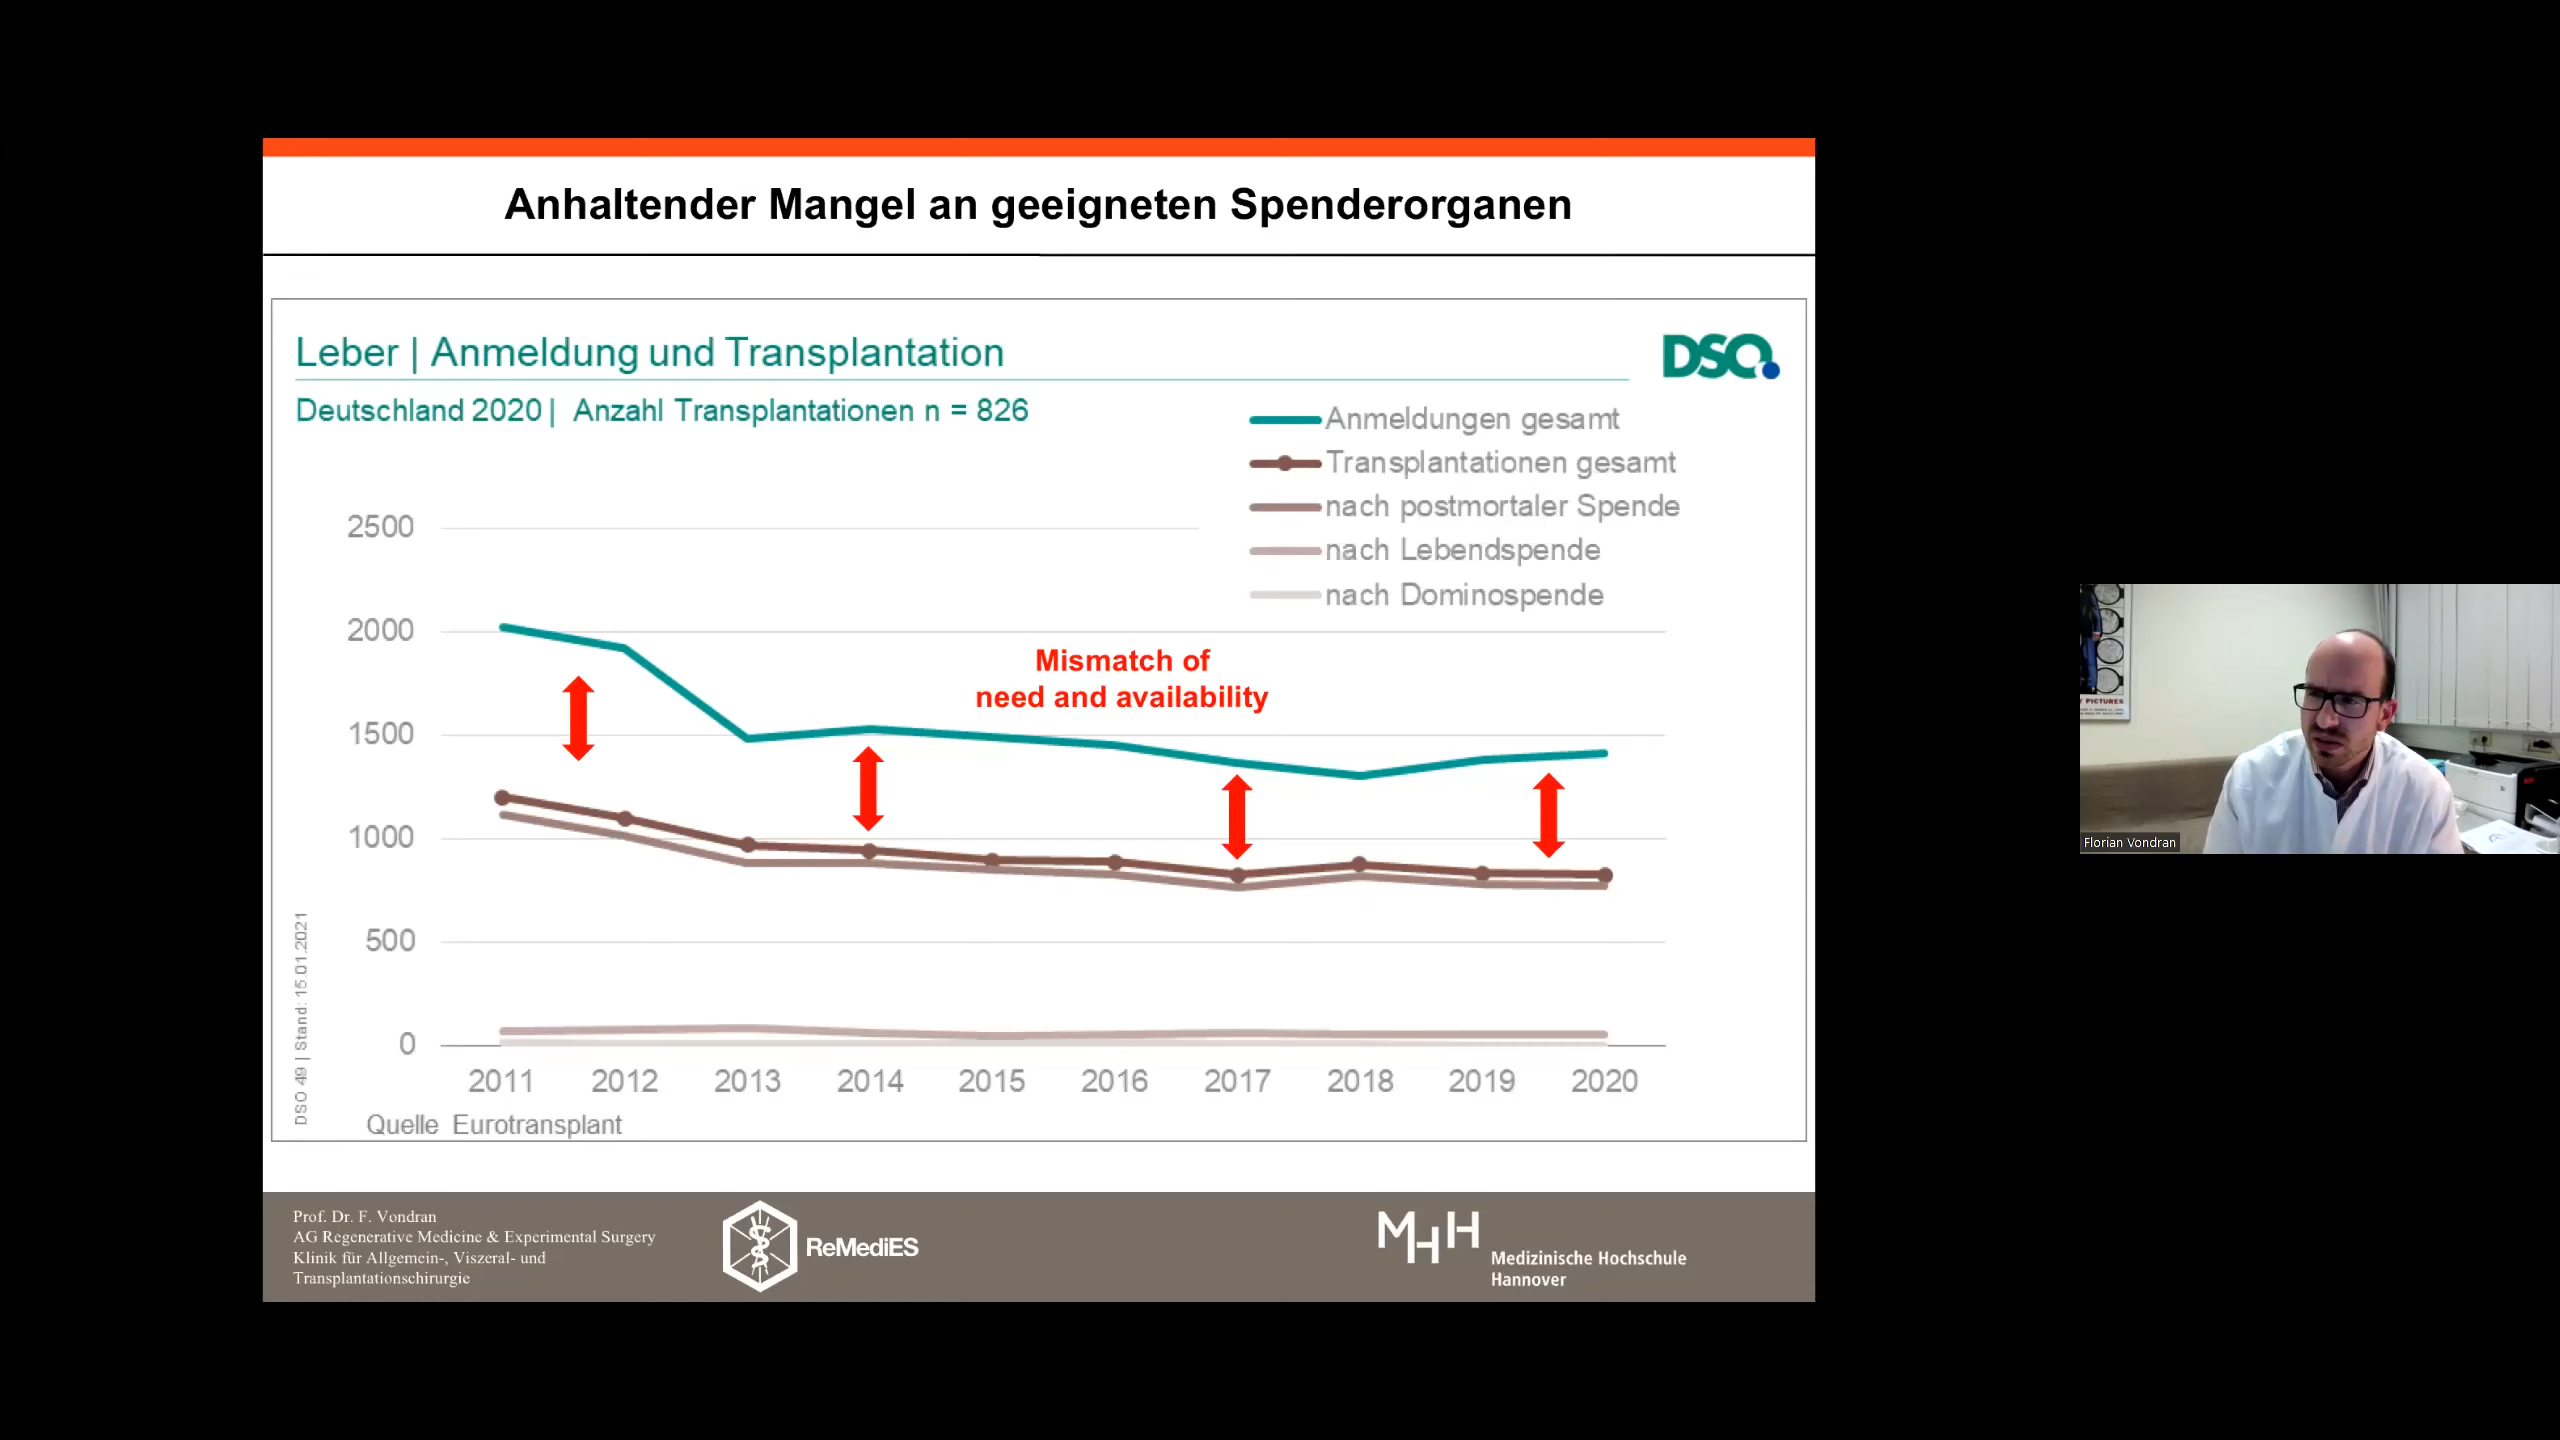 Anhaltender Mangel an geeigneten Spenderorganen
Leber | Anmeldung und Transplantation
DSO
Deutschland 2020 | Anzahl Transplantationen n = 826
Anmeldungen gesamt
Transplantationen gesamt
nach postmortaler Spende
nach Lebendspende
nach Dominospende
2500
2000
1500
1000
500
0
Mismatch of
need and availability
2011 2012 2013 2014 2015 2016 2017 2018 2019 2020
DSO 49 | Stand: 15.01.2021
Quelle Eurotransplant
Prof. Dr. F. Vondran
AG Regenerative Medicine & Experimental Surgery
Klinik für Allgemein-, Viszeral- und
Transplantationschirurgie
ReMediES
MHH
Medizinische Hochschule
Hannover
PICTURES
Florian Vondran